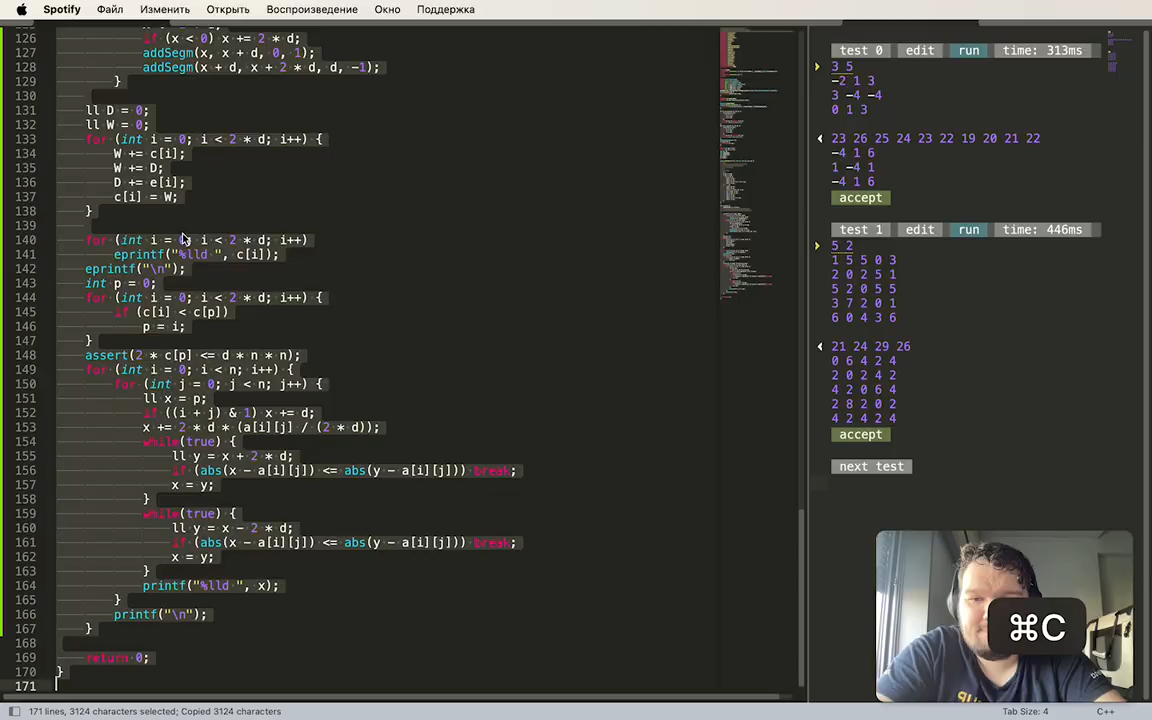 Spotify Файл Изменить Открыть Воспроизведение Окно Поддержка
126 if (x < 0) x += 2 * d;
127 addSegm(x, x + d, 0, 1);
128 addSegm(x + d, x + 2 * d, d, -1);
129 }
130
131 ll D = 0;
132 ll W = 0;
133 for (int i = 0; i < 2 * d; i++) {
134 W += c[i];
135 W += D;
136 D += e[i];
137 c[i] = W;
138 }
139
140 for (int i = 0; i < 2 * d; i++)
141 eprintf("%lld ", c[i]);
142 eprintf("\n");
143 int p = 0;
144 for (int i = 0; i < 2 * d; i++) {
145 if (c[i] < c[p])
146 p = i;
147 }
148 assert(2 * c[p] <= d * n * n);
149 for (int i = 0; i < n; i++) {
150 for (int j = 0; j < n; j++) {
151 ll x = p;
152 if ((i + j) & 1) x += d;
153 x += 2 * d * (a[i][j] / (2 * d));
154 while(true) {
155 ll y = x + 2 * d;
156 if (abs(x - a[i][j]) <= abs(y - a[i][j])) break;
157 x = y;
158 }
159 while(true) {
160 ll y = x - 2 * d;
161 if (abs(x - a[i][j]) <= abs(y - a[i][j])) break;
162 x = y;
163 }
164 printf("%lld ", x);
165 }
166 printf("\n");
167 }
168
169 return 0;
170 }
171
test 0 edit run time: 313ms
3 5
-2 1 3
3 -4 -4
0 1 3
23 26 25 24 23 22 19 20 21 22
-4 1 6
1 -4 1
-4 1 6
accept
test 1 edit run time: 446ms
5 2
1 5 5 0 3
2 0 2 5 1
5 2 0 5 5
3 7 2 0 1
6 0 4 3 6
21 24 29 26
0 6 4 2 4
2 0 2 4 2
4 2 0 6 4
2 8 2 0 2
4 2 4 2 4
accept
next test
⌘C
171 lines, 3124 characters selected; Copied 3124 characters
Tab Size: 4 C++